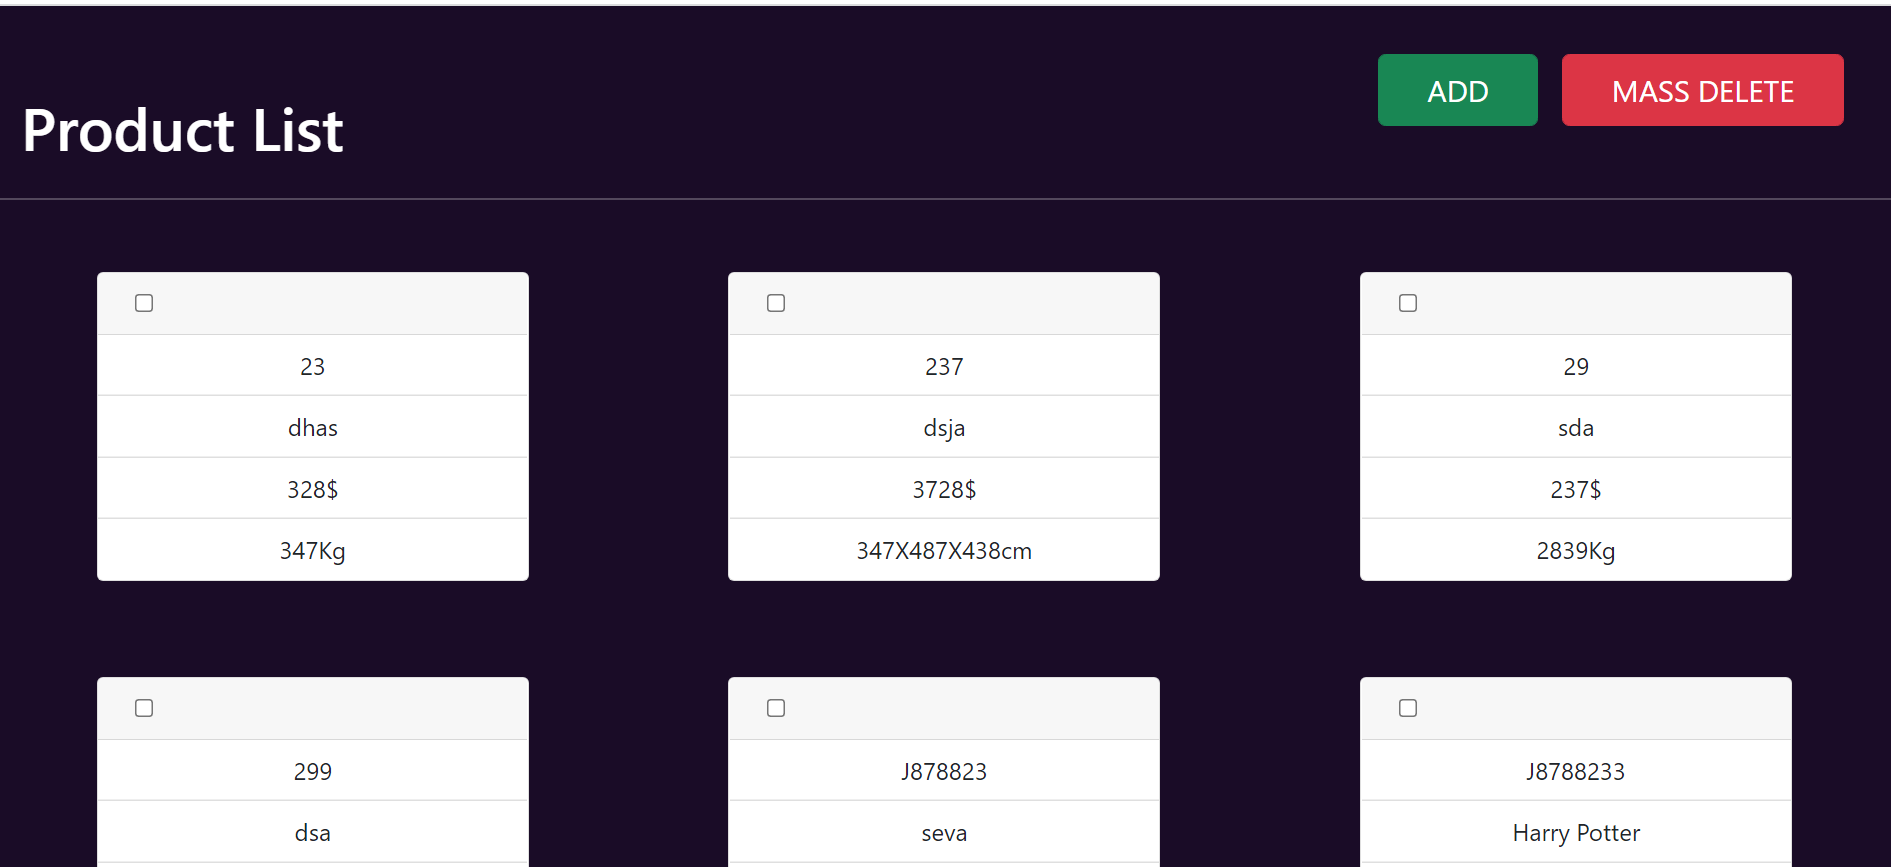 ADD
MASS DELETE
Product List
23
dhas
328$
347Kg
237
dsja
3728$
347X487X438cm
29
sda
237$
2839Kg
299
dsa
J878823
seva
J8788233
Harry Potter